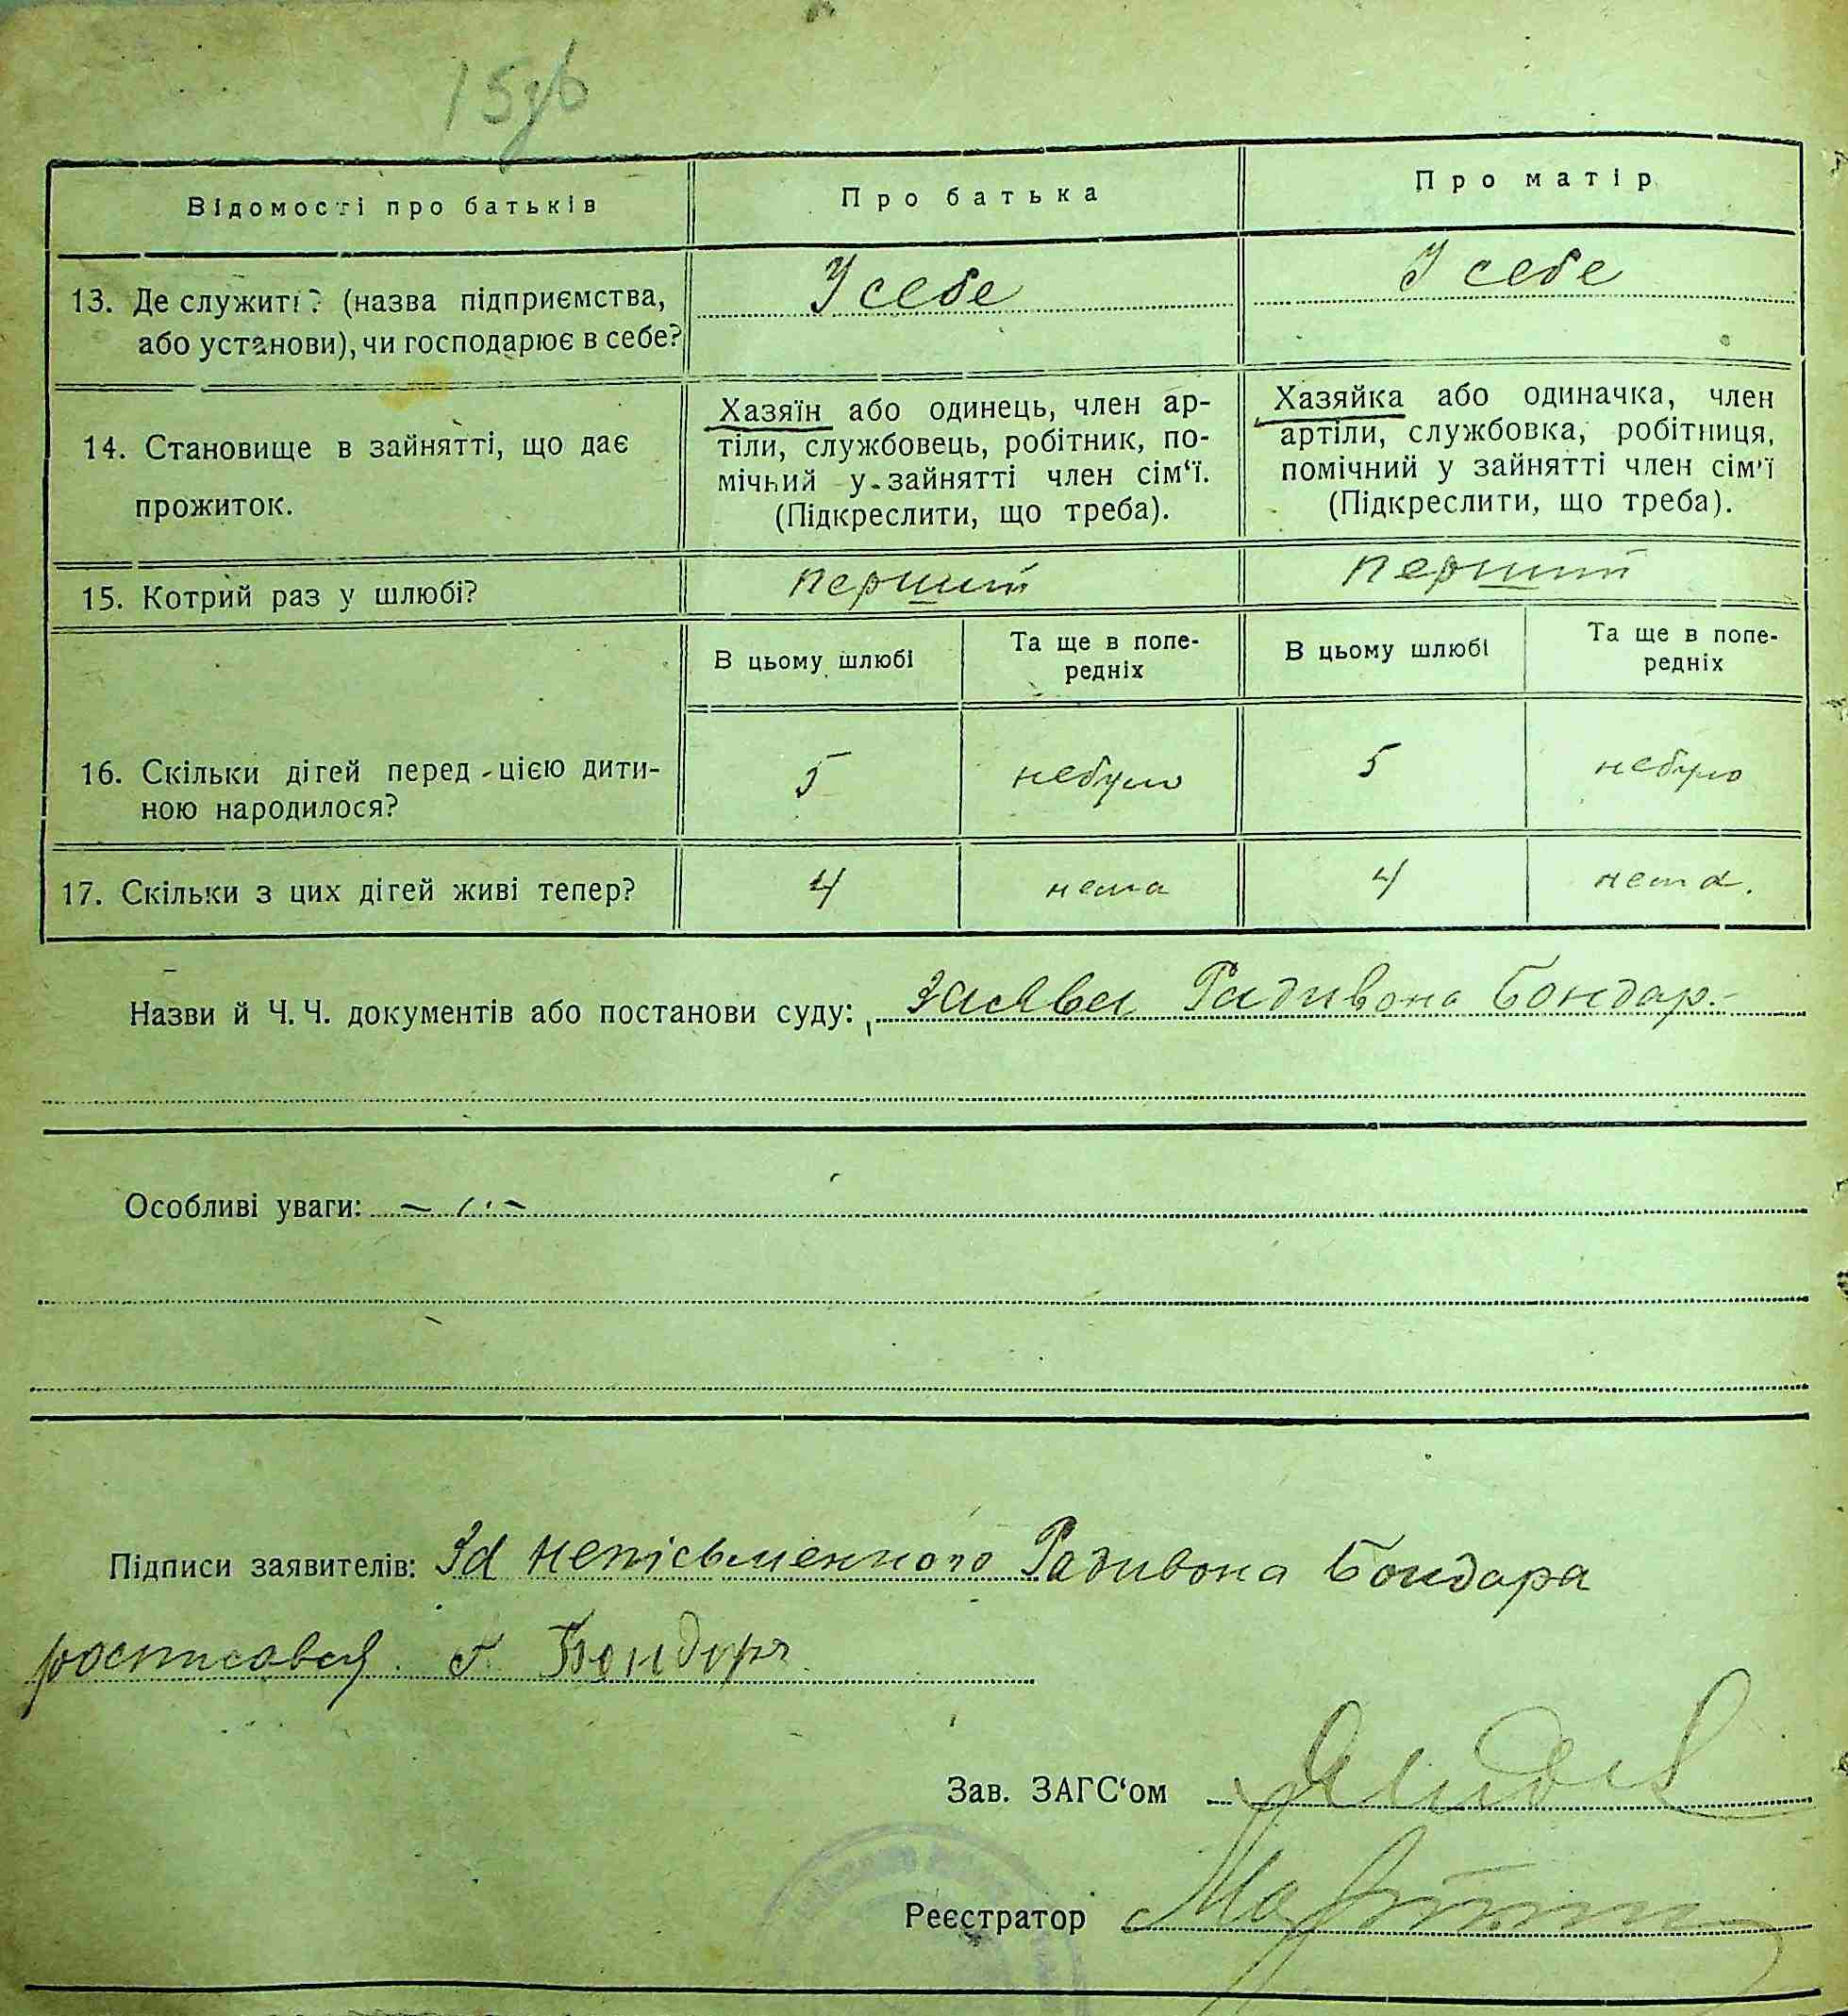 15зв
Відомості про батьків
Про батька
Про матір
13. Де служить? (назва підприємства,
або установи), чи господарює в себе?
У себе
У себе
14. Становище в зайнятті, що дає
прожиток.
Хазяїн або одинець, член ар-
тіли, службовець, робітник, по-
мічний у зайнятті член сім'ї.
(Підкреслити, що треба).
Хазяйка або одиначка, член
артіли, службовка, робітниця,
помічний у зайнятті член сім'ї
(Підкреслити, що треба).
15. Котрий раз у шлюбі?
перший
перший
В цьому шлюбі
Та ще в попе-
редніх
В цьому шлюбі
Та ще в попе-
редніх
16. Скільки дітей перед цією дити-
ною народилося?
5
небуло
5
небуло
17. Скільки з цих дітей живі тепер?
4
нема
4
нема.
Назви й Ч.Ч. документів або постанови суду: заява Радивона Бондар.-
Особливі уваги:
Підписи заявителів: За непісьменного Радивона Бондара
росписався Г. Бондарь
Зав. ЗАГС'ом
Реєстратор